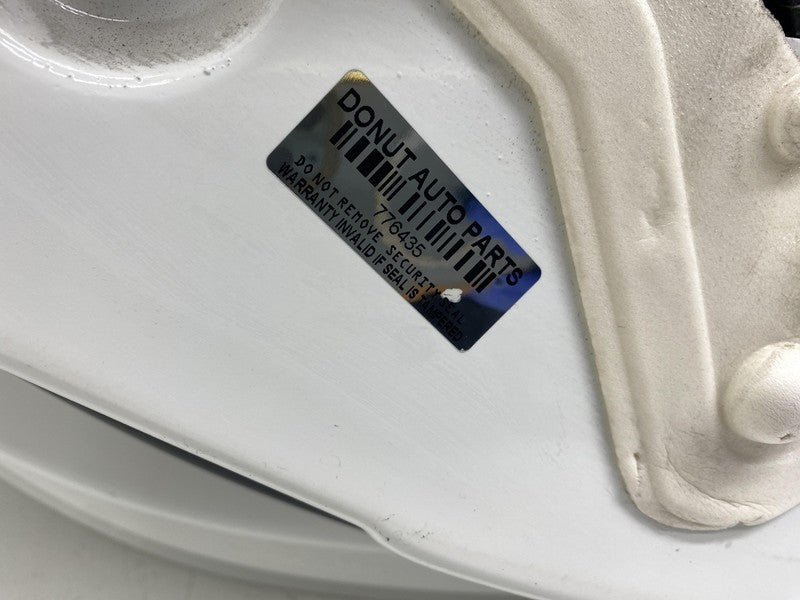 DONUT AUTO PARTS
776435
DO NOT REMOVE SECURITY SEAL
WARRANTY INVALID IF SEAL IS TAMPERED